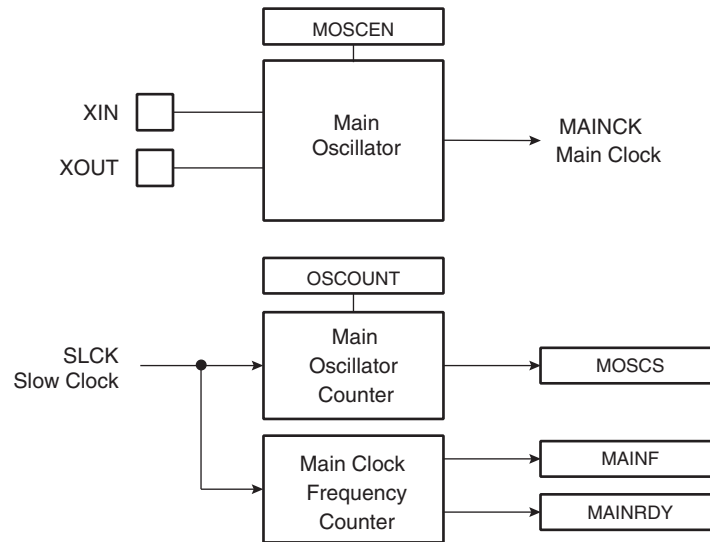 MOSCEN
XIN
XOUT
Main
Oscillator
MAINCK
Main Clock
OSCOUNT
SLCK
Slow Clock
Main
Oscillator
Counter
MOSCS
Main Clock
Frequency
Counter
MAINF
MAINRDY